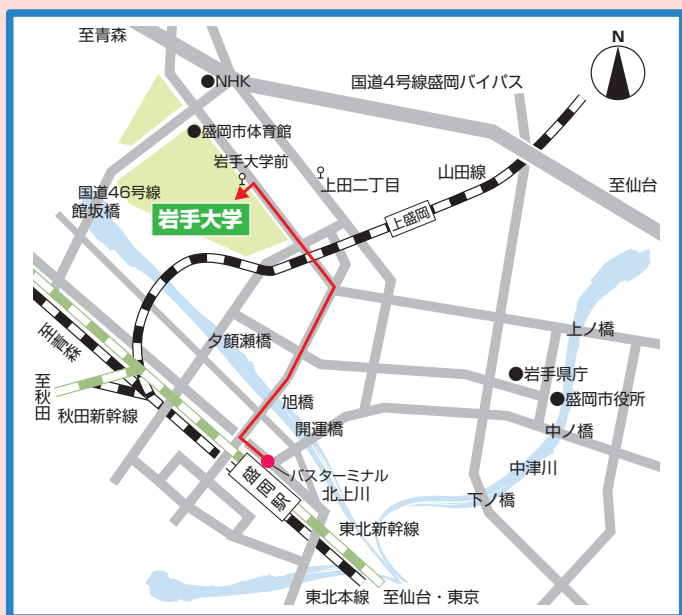 至青森
N
NHK
国道4号線盛岡バイパス
盛岡市体育館
岩手大学前
上田二丁目
山田線
至仙台
国道46号線
館坂橋
岩手大学
上盛岡
夕顔瀬橋
上ノ橋
至青森
岩手県庁
至秋田
旭橋
盛岡市役所
秋田新幹線
開運橋
中ノ橋
バスターミナル
中津川
盛岡駅
北上川
下ノ橋
東北新幹線
東北本線
至仙台・東京